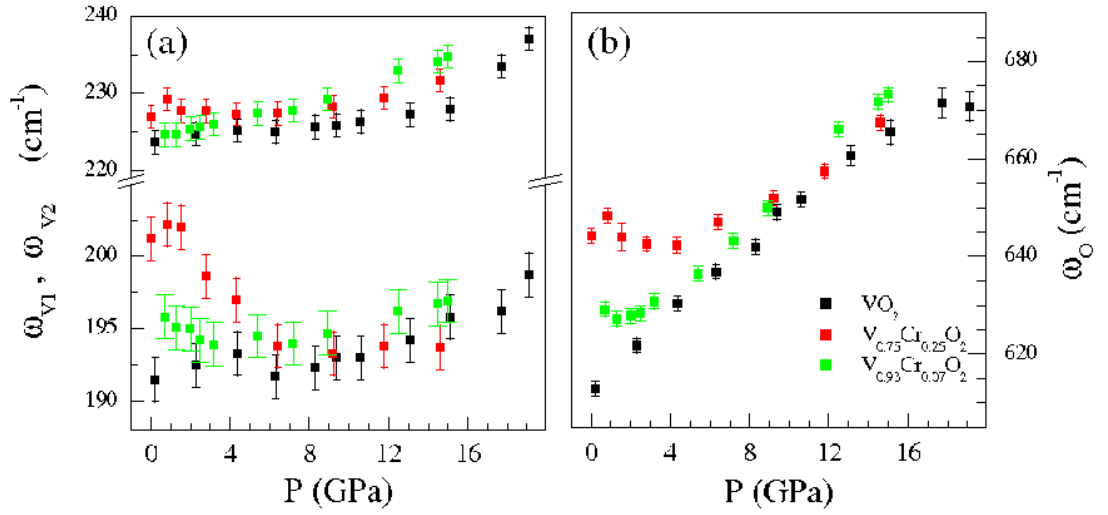 (a)
240
230
220
200
195
190
ω_V1 , ω_V2 (cm⁻¹)
0 4 8 12 16
P (GPa)
(b)
680
660
640
620
ω_O (cm⁻¹)
VO₂
V₀.₇₅Cr₀.₂₅O₂
V₀.₉₃Cr₀.₀₇O₂
0 4 8 12 16
P (GPa)